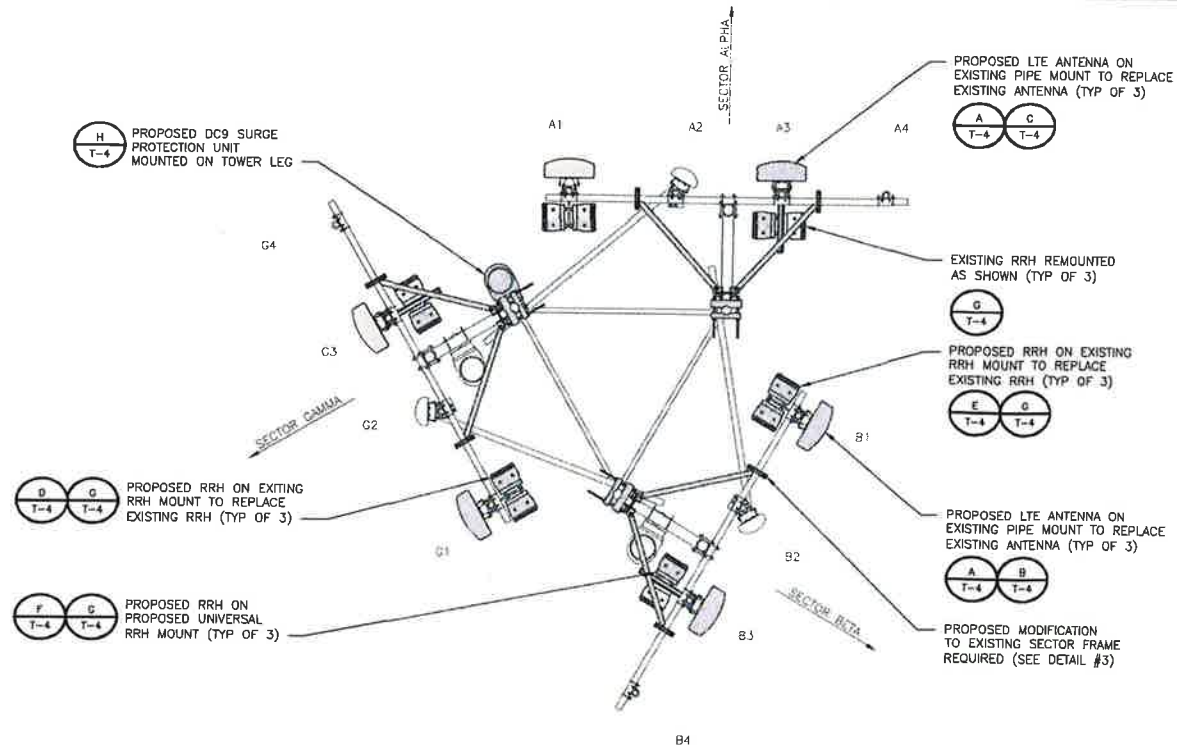 SECTOR ALPHA
PROPOSED LTE ANTENNA ON
EXISTING PIPE MOUNT TO REPLACE
EXISTING ANTENNA (TYP OF 3)
A
T-4
C
T-4
A1
A2
A3
A4
H
T-4
PROPOSED DC9 SURGE
PROTECTION UNIT
MOUNTED ON TOWER LEG
G4
EXISTING RRH REMOUNTED
AS SHOWN (TYP OF 3)
G
T-4
G3
PROPOSED RRH ON EXISTING
RRH MOUNT TO REPLACE
EXISTING RRH (TYP OF 3)
E
T-4
G
T-4
SECTOR GAMMA
G2
B1
D
T-4
G
T-4
PROPOSED RRH ON EXITING
RRH MOUNT TO REPLACE
EXISTING RRH (TYP OF 3)
PROPOSED LTE ANTENNA ON
EXISTING PIPE MOUNT TO REPLACE
EXISTING ANTENNA (TYP OF 3)
A
T-4
B
T-4
G1
B2
F
T-4
G
T-4
PROPOSED RRH ON
PROPOSED UNIVERSAL
RRH MOUNT (TYP OF 3)
SECTOR BETA
B3
PROPOSED MODIFICATION
TO EXISTING SECTOR FRAME
REQUIRED (SEE DETAIL #3)
B4